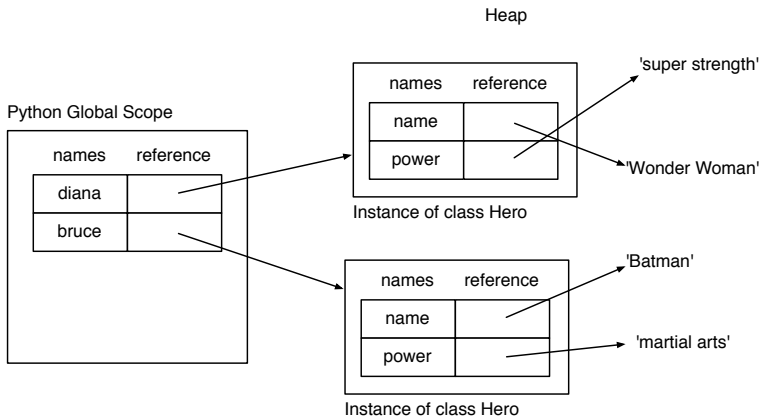 Heap
Python Global Scope
names reference
diana
bruce
names reference
name
power
Instance of class Hero
'super strength'
'Wonder Woman'
names reference
name
power
Instance of class Hero
'Batman'
'martial arts'